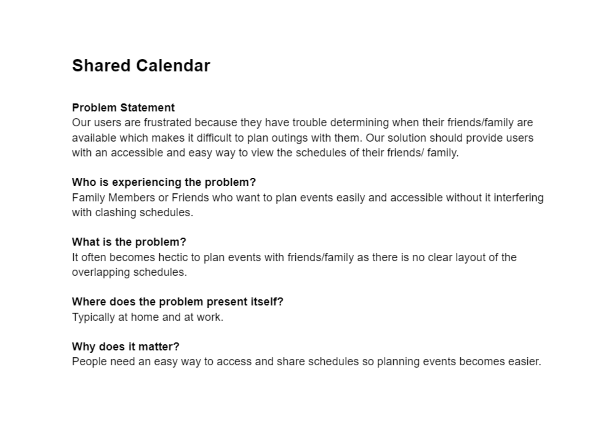 Shared Calendar
Problem Statement
Our users are frustrated because they have trouble determining when their friends/family are
available which makes it difficult to plan outings with them. Our solution should provide users
with an accessible and easy way to view the schedules of their friends/ family.
Who is experiencing the problem?
Family Members or Friends who want to plan events easily and accessible without it interfering
with clashing schedules.
What is the problem?
It often becomes hectic to plan events with friends/family as there is no clear layout of the
overlapping schedules.
Where does the problem present itself?
Typically at home and at work.
Why does it matter?
People need an easy way to access and share schedules so planning events becomes easier.